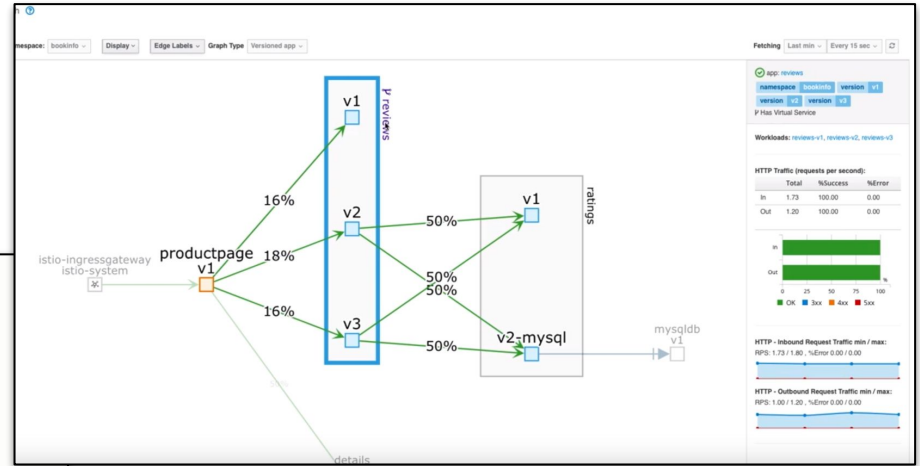 n ?
mespace: bookinfo Display Edge Labels Graph Type Versioned app Fetching Last min Every 15 sec
v1
reviews
16%
v2
v1
ratings
50%
istio-ingressgateway
istio-system
productpage
v1
18%
50%
50%
16%
v3
v2-mysql
50%
mysqldb
v1
50%
details
app: reviews
namespace bookinfo version v1
version v2 version v3
Has Virtual Service
Workloads: reviews-v1, reviews-v2, reviews-v3
HTTP Traffic (requests per second):
Total %Success %Error
In 1.73 100.00 0.00
Out 1.20 100.00 0.00
In
Out
0 25 50 75 100
%
OK 3xx 4xx 5xx
HTTP - Inbound Request Traffic min / max:
RPS: 1.73 / 1.80 , %Error 0.00 / 0.00
HTTP - Outbound Request Traffic min / max:
RPS: 1.00 / 1.20 , %Error 0.00 / 0.00